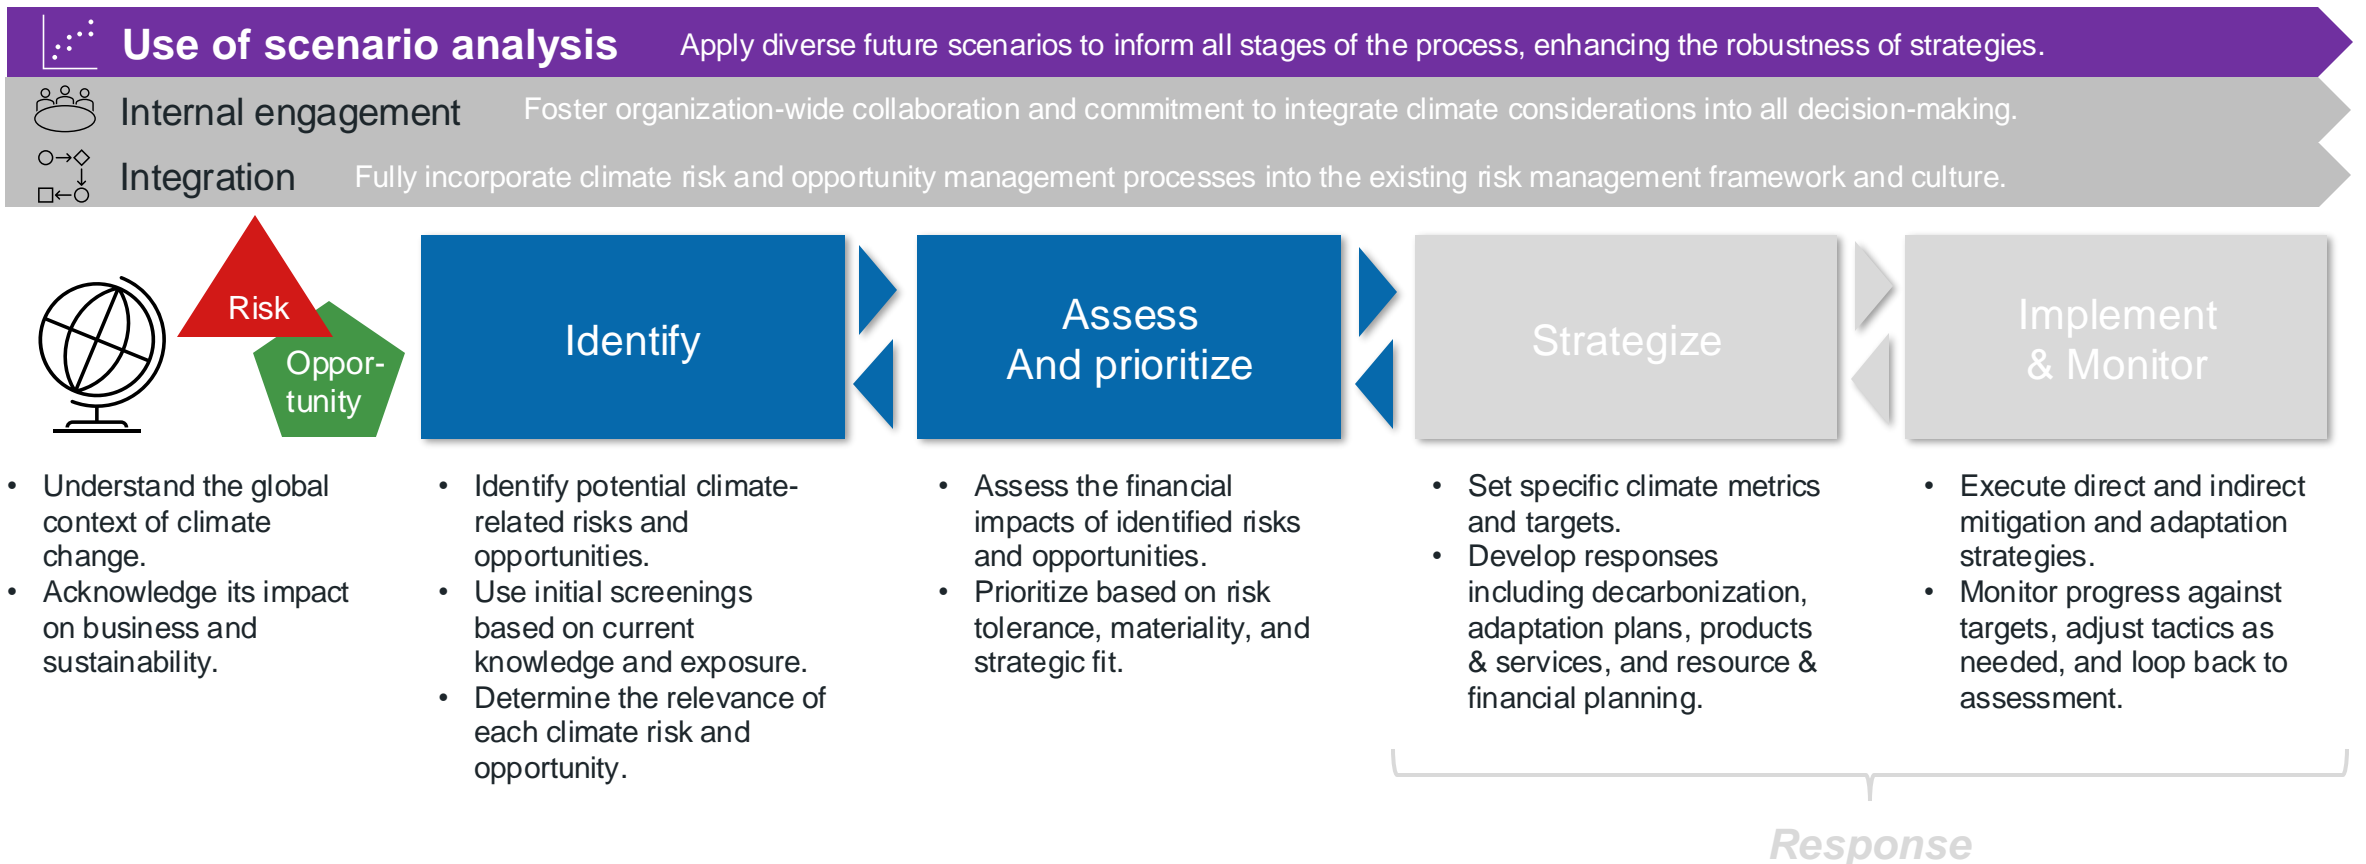 Use of scenario analysis Apply diverse future scenarios to inform all stages of the process, enhancing the robustness of strategies.
Internal engagement Foster organization-wide collaboration and commitment to integrate climate considerations into all decision-making.
Integration Fully incorporate climate risk and opportunity management processes into the existing risk management framework and culture.
Risk
Oppor-
tunity
Identify
Assess
And prioritize
Strategize
Implement
& Monitor
• Understand the global
context of climate
change.
• Acknowledge its impact
on business and
sustainability.
• Identify potential climate-
related risks and
opportunities.
• Use initial screenings
based on current
knowledge and exposure.
• Determine the relevance of
each climate risk and
opportunity.
• Assess the financial
impacts of identified risks
and opportunities.
• Prioritize based on risk
tolerance, materiality, and
strategic fit.
• Set specific climate metrics
and targets.
• Develop responses
including decarbonization,
adaptation plans, products
& services, and resource &
financial planning.
• Execute direct and indirect
mitigation and adaptation
strategies.
• Monitor progress against
targets, adjust tactics as
needed, and loop back to
assessment.
Response